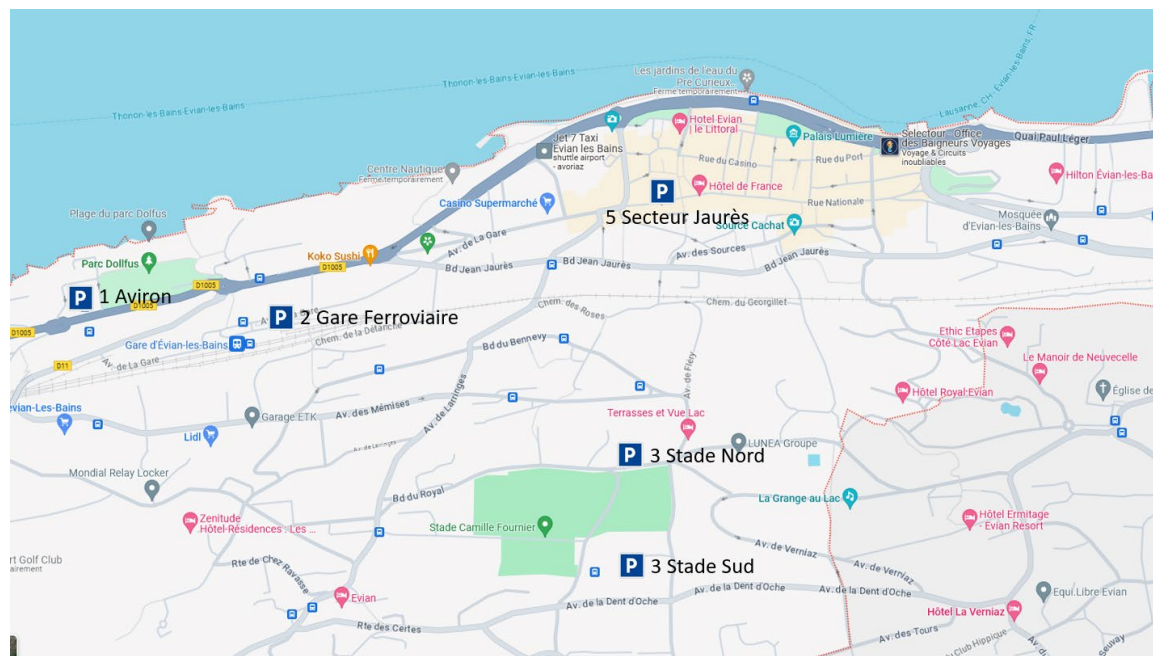 Les jardins de l'eau du
Pré Curieux
Ferme temporairement
Thonon-les-Bains-Evian-les-Bains
Thonon-les-Bains-Evian-les-Bains
Lausanne, CH - Evian-les-Bains, FR
Hotel Evian
le Littoral
Palais Lumière
Selectour - Office
des Baigneurs Voyages
Voyage & Circuits
inoubliables
Quai Paul Léger
Jet 7 Taxi
Evian les Bains
shuttle airport
- avoriaz
Rue du Casino
Rue du Port
Centre Nautique
Ferme temporairement
Hôtel de France
Hilton Évian-les-Ba
P
Casino Supermarché
Rue Nationale
5 Secteur Jaurès
Source Cachat
Mosquée
d'Evian-les-Bains
Plage du parc Dolfus
Av. de La Gare
Koko Sushi
Av. des Sources
Bd Jean Jaurès
Parc Dollfus
D1005
Bd Jean Jaurès
Bd Jean Jaurès
D1005
P
1 Aviron
D1005
P
2 Gare Ferroviaire
Chem. des Roses
Chem. du Georgillet
D1005
Chem. de la Détanche
Gare d'Évian-les-Bains
Bd du Bennevy
Ethic Etapes
Côté Lac Evian
D11
Av. de La Gare
Av. de Fléry
Le Manoir de Neuvecelle
Av. de Larringes
Hôtel Royal Evian
Église de
Évian-Les-Bains
Garage ETK
Av. des Mémises
Terrasses et Vue Lac
Lidl
LUNEA Groupe
P
3 Stade Nord
Mondial Relay Locker
Bd du Royal
La Grange au Lac
Zenitude
Hôtel-Résidences : Les ...
Stade Camille Fournier
Hôtel Ermitage
- Evian Resort
rt Golf Club
airement
Rte de Chez Ravasse
P
3 Stade Sud
Av. de Verniaz
Av. de Verniaz
Evian
Av. de la Dent d'Oche
Av. de la Dent d'Oche
Av. de la Dent d'Oche
Equi.Libre Evian
Hôtel La Verniaz
Rte des Certes
Av. des Tours
u Club Hippique